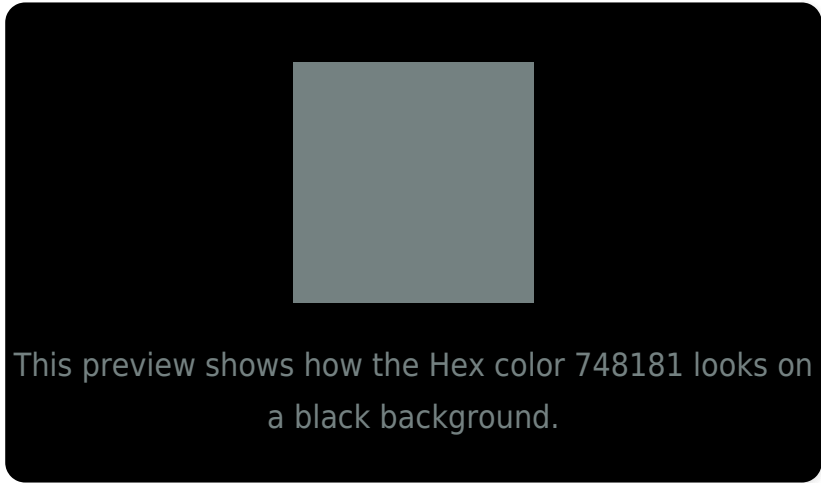 This preview shows how the Hex color 748181 looks on
a black background.